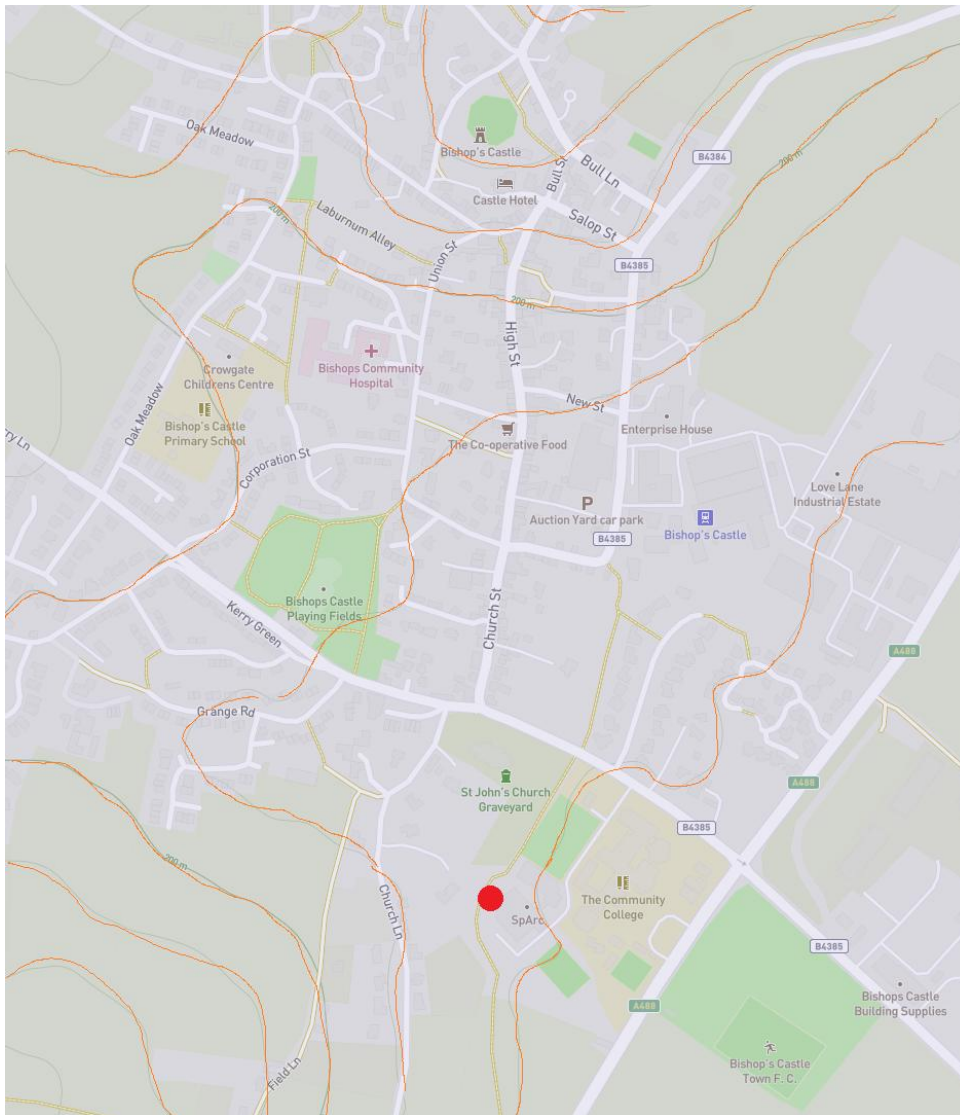 Oak Meadow
Bishop's Castle
Bull St
Bull Ln
B4384
200 m
Castle Hotel
Laburnum Alley
200 m
Salop St
Union St
B4385
200 m
High St
Crowgate
Childrens Centre
Bishops Community
Hospital
Oak Meadow
New St
Bishop's Castle
Primary School
The Co-operative Food
Enterprise House
Corporation St
Love Lane
Industrial Estate
P
Auction Yard car park
Bishop's Castle
B4385
Bishops Castle
Playing Fields
Kerry Green
Church St
A488
Grange Rd
St John's Church
Graveyard
A488
B4385
200 m
Church Ln
The Community
College
SpArc
B4385
Bishops Castle
Building Supplies
A488
Field Ln
Bishop's Castle
Town F. C.